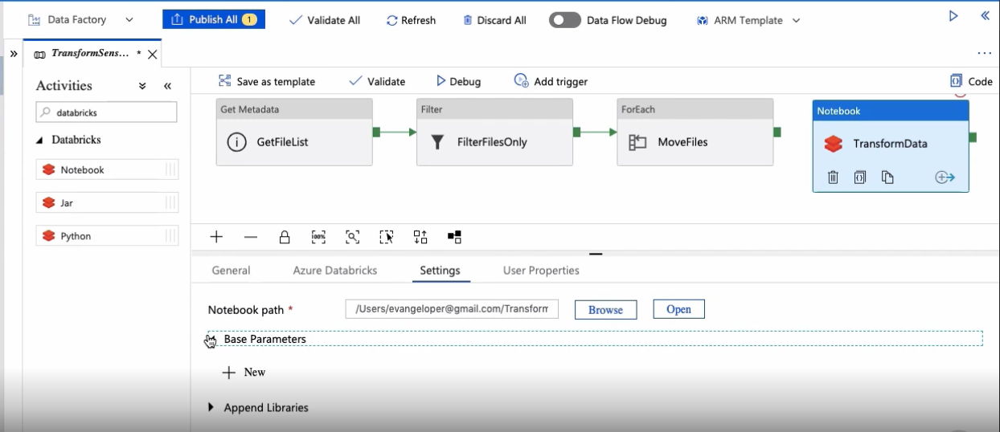 Data Factory
Publish All 1
Validate All
Refresh
Discard All
Data Flow Debug
ARM Template
TransformSens... *
Activities
databricks
Databricks
Notebook
Jar
Python
Save as template
Validate
Debug
Add trigger
Code
Get Metadata
GetFileList
Filter
FilterFilesOnly
ForEach
MoveFiles
Notebook
TransformData
100%
General
Azure Databricks
Settings
User Properties
Notebook path *
/Users/evangeloper@gmail.com/Transform
Browse
Open
Base Parameters
New
Append Libraries